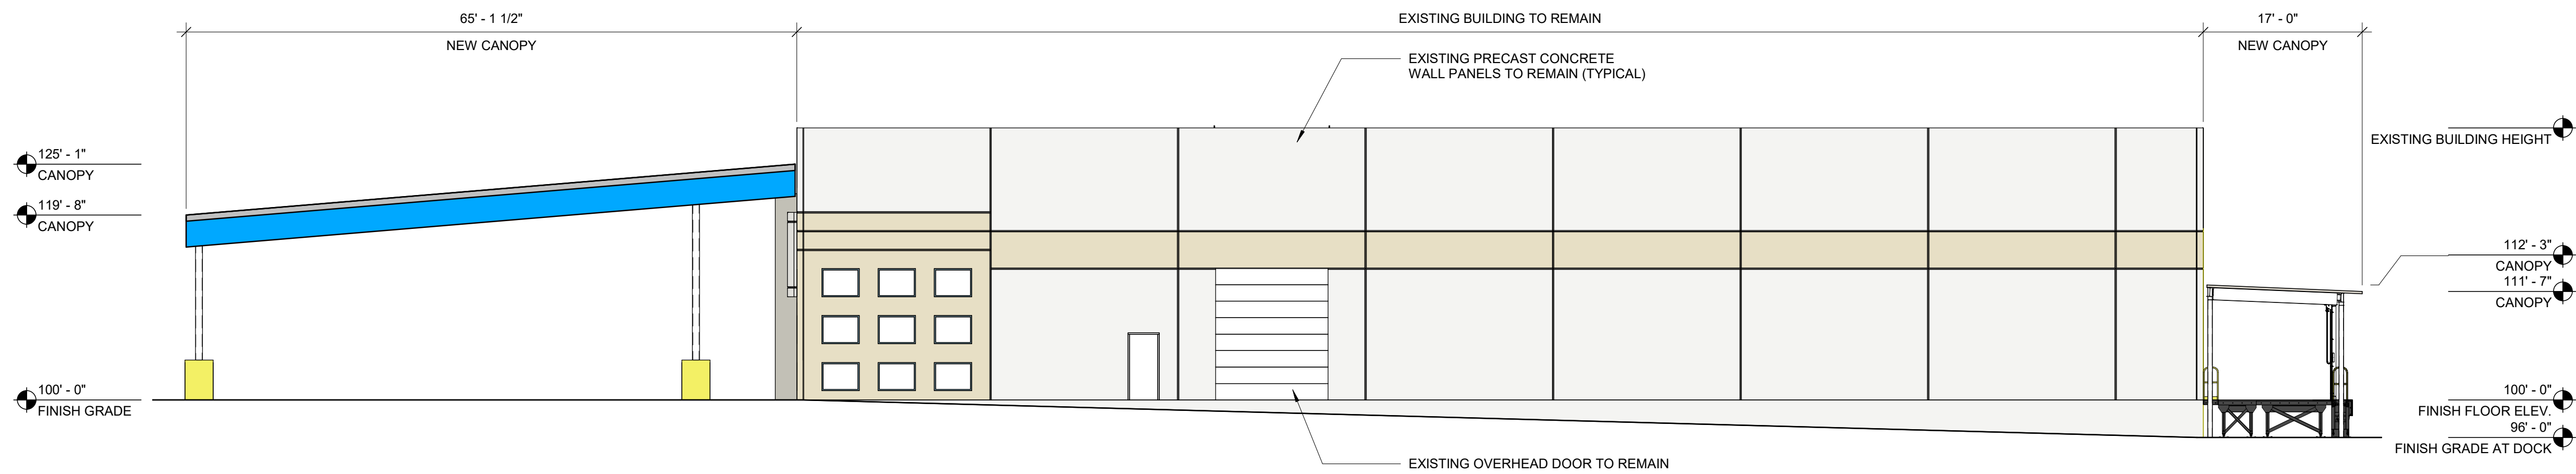 65' - 1 1/2"
NEW CANOPY
EXISTING BUILDING TO REMAIN
17' - 0"
NEW CANOPY
EXISTING PRECAST CONCRETE
WALL PANELS TO REMAIN (TYPICAL)
125' - 1"
CANOPY
119' - 8"
CANOPY
100' - 0"
FINISH GRADE
EXISTING BUILDING HEIGHT
112' - 3"
CANOPY
111' - 7"
CANOPY
100' - 0"
FINISH FLOOR ELEV.
96' - 0"
FINISH GRADE AT DOCK
EXISTING OVERHEAD DOOR TO REMAIN